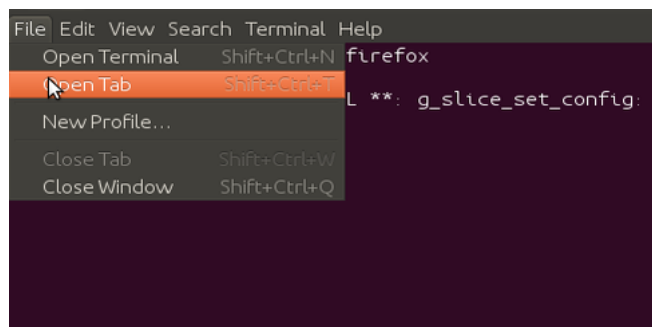 File Edit View Search Terminal Help
Open Terminal Shift+Ctrl+N firefox
Open Tab Shift+Ctrl+T
L **: g_slice_set_config:
New Profile...
Close Tab Shift+Ctrl+W
Close Window Shift+Ctrl+Q